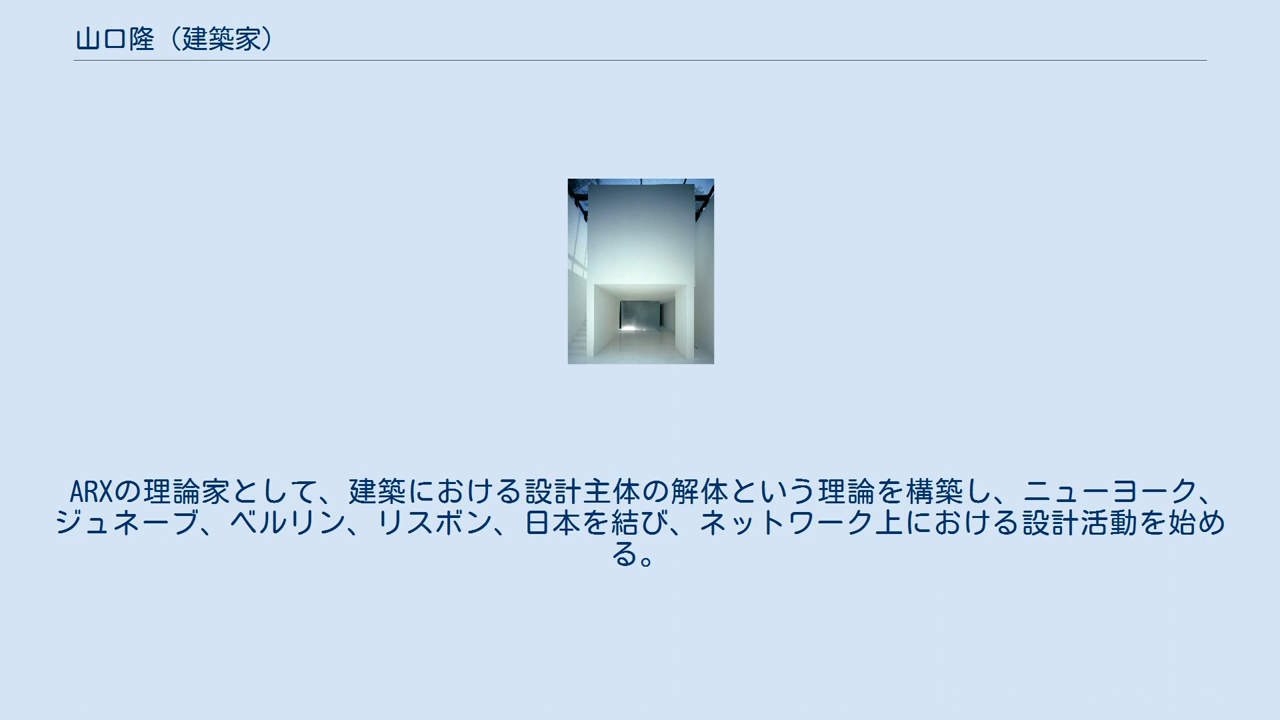 山口隆（建築家）
ARXの理論家として、建築における設計主体の解体という理論を構築し、ニューヨーク、
ジュネーブ、ベルリン、リスボン、日本を結び、ネットワーク上における設計活動を始め
る。